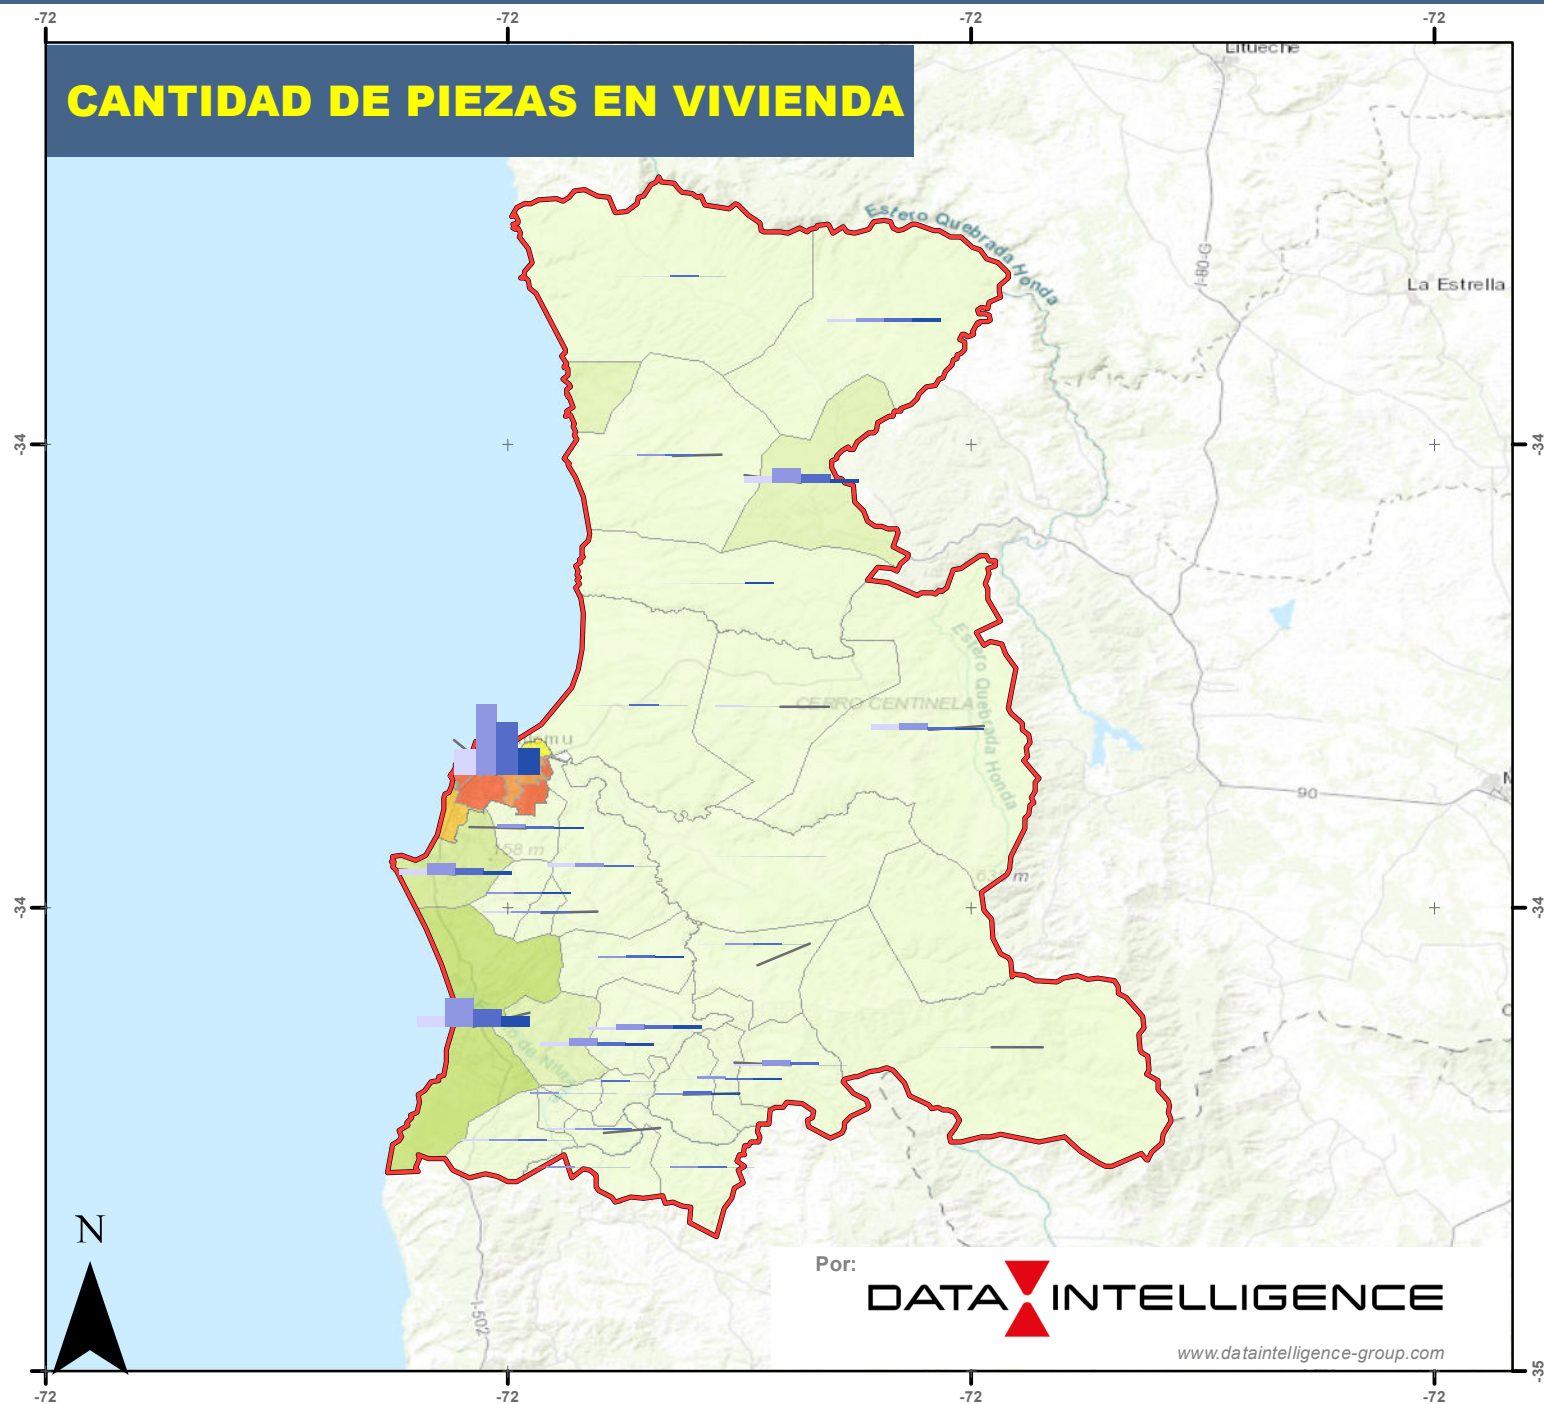 -72
-72
-72
-72
Litueche
CANTIDAD DE PIEZAS EN VIVIENDA
Estero Quebrada Honda
I-80-G
La Estrella
-34
-34
Estero Quebrada Honda
CERRO CENTINELA
90
158 m
-34
-34
I-502
N
Por:
DATA INTELLIGENCE
www.dataintelligence-group.com
-35
-72
-72
-72
-72